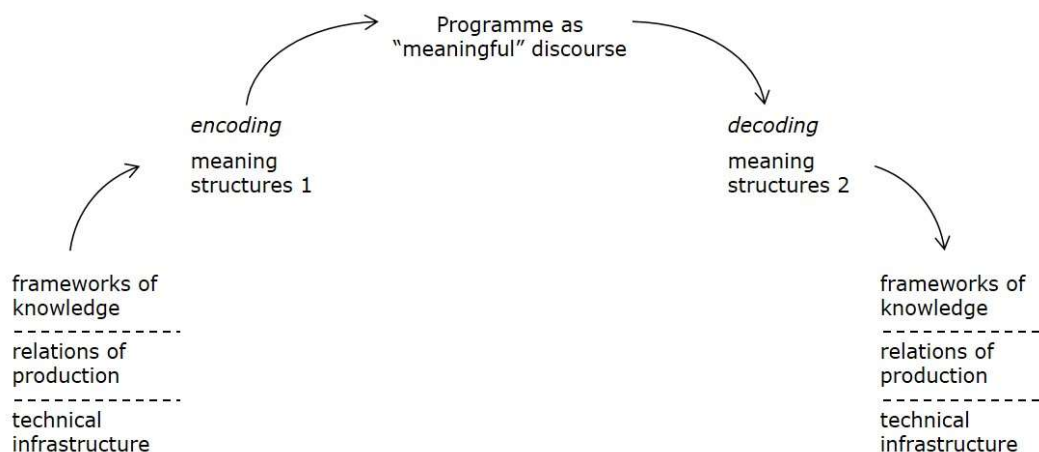 Programme as
“meaningful” discourse
encoding
meaning
structures 1
decoding
meaning
structures 2
frameworks of
knowledge
relations of
production
technical
infrastructure
frameworks of
knowledge
relations of
production
technical
infrastructure